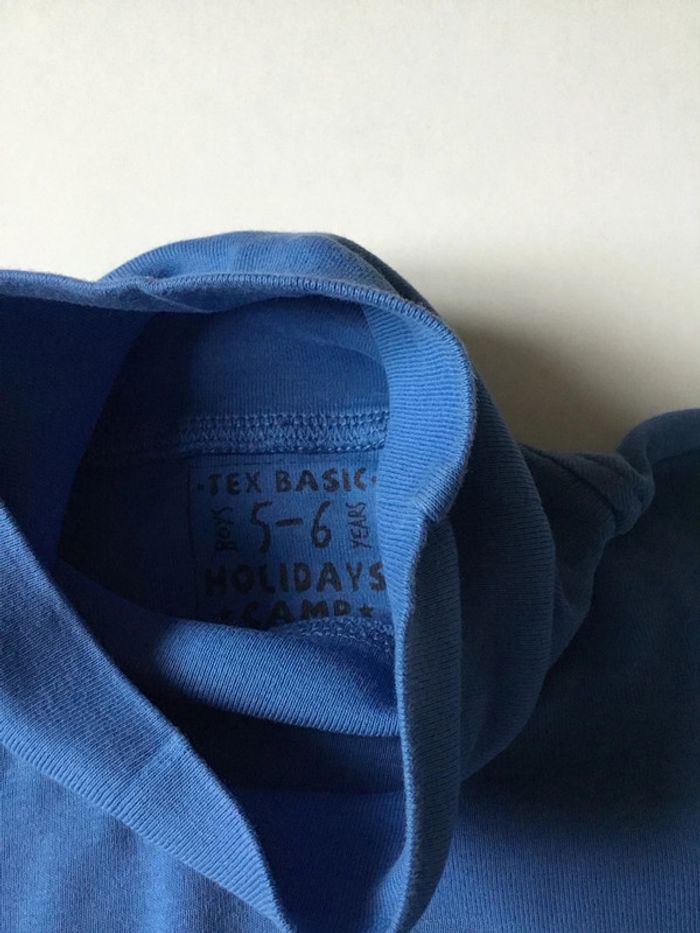 ·TEX BASIC·
BOYS 5-6 YEARS
HOLIDAYS
★CAMP★